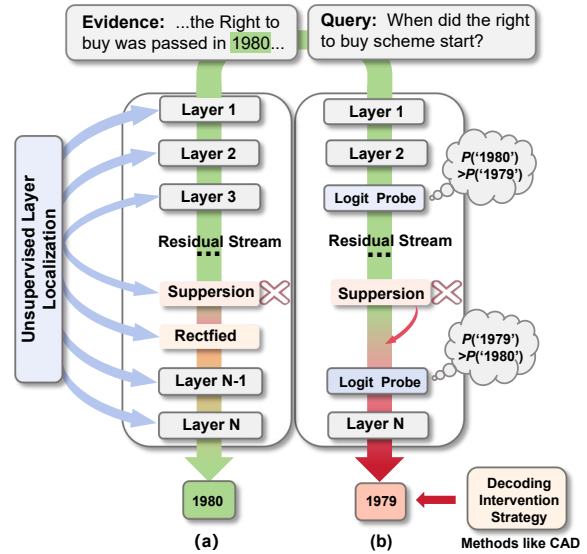 Evidence: ...the Right to
buy was passed in 1980...
Query: When did the right
to buy scheme start?
Unsupervised Layer
Localization
Layer 1
Layer 2
Layer 3
Residual Stream
...
Suppersion
Rectfied
Layer N-1
Layer N
1980
(a)
Layer 1
Layer 2
Logit Probe
P('1980')
>P('1979')
Residual Stream
...
Suppersion
P('1979')
>P('1980')
Logit Probe
Layer N
1979
(b)
Decoding
Intervention
Strategy
Methods like CAD